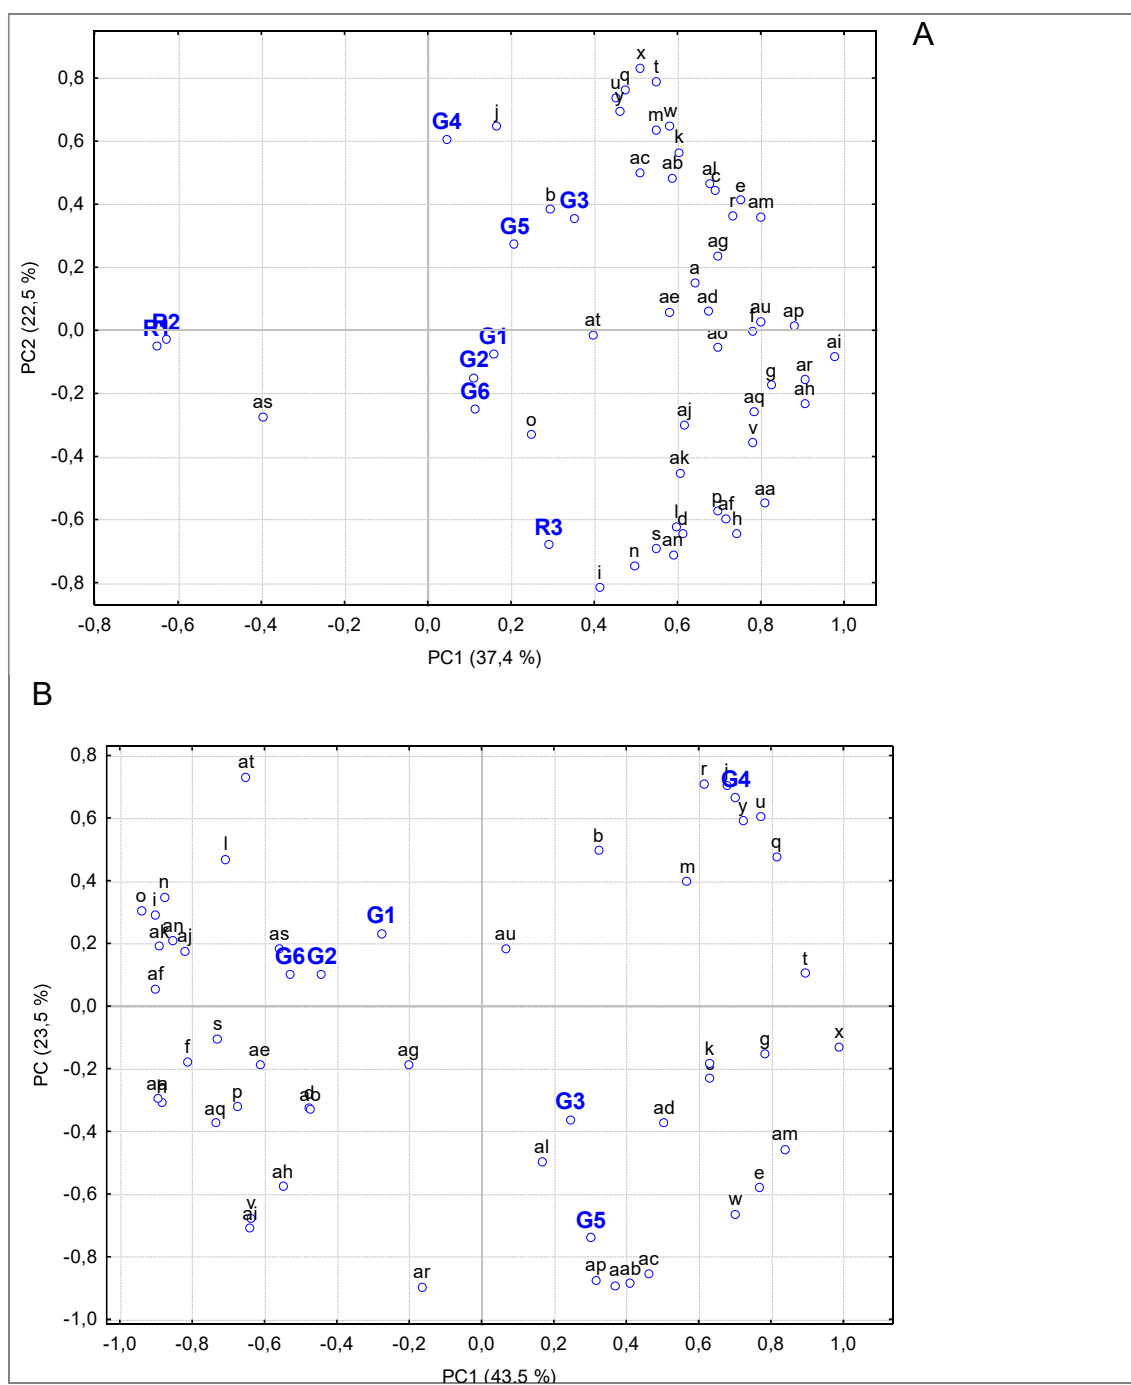 A
x
t
q
u
y
0,8
G4
j
m w
k
0,6
ac ab
al
c
e
b G3
r am
0,4
G5
ag
0,2
a
ae ad
au ap
f
R2
at
0,0
G1
ao
ai
G2
g ar
-0,2
as
G6
aq ah
o
aj
v
-0,4
ak
aa
p af
-0,6
R3
l d h
s an
n
i
-0,8
-0,8 -0,6 -0,4 -0,2 0,0 0,2 0,4 0,6 0,8 1,0
PC2 (22,5 %)
PC1 (37,4 %)
B
0,8
at
r j G4
y u
0,6
b
q
l
m
0,4
n
o i
G1
an
ak aj
as
au
0,2
G6 G2
af
t
0,0
s
x
f ae ag
k g
-0,2
p
aq
ao
G3 ad
-0,4
al
am
ah
e
-0,6
v
ai
G5
w
-0,8
ar
ap a ab ac
-1,0
-1,0 -0,8 -0,6 -0,4 -0,2 0,0 0,2 0,4 0,6 0,8 1,0
PC (23,5 %)
PC1 (43,5 %)